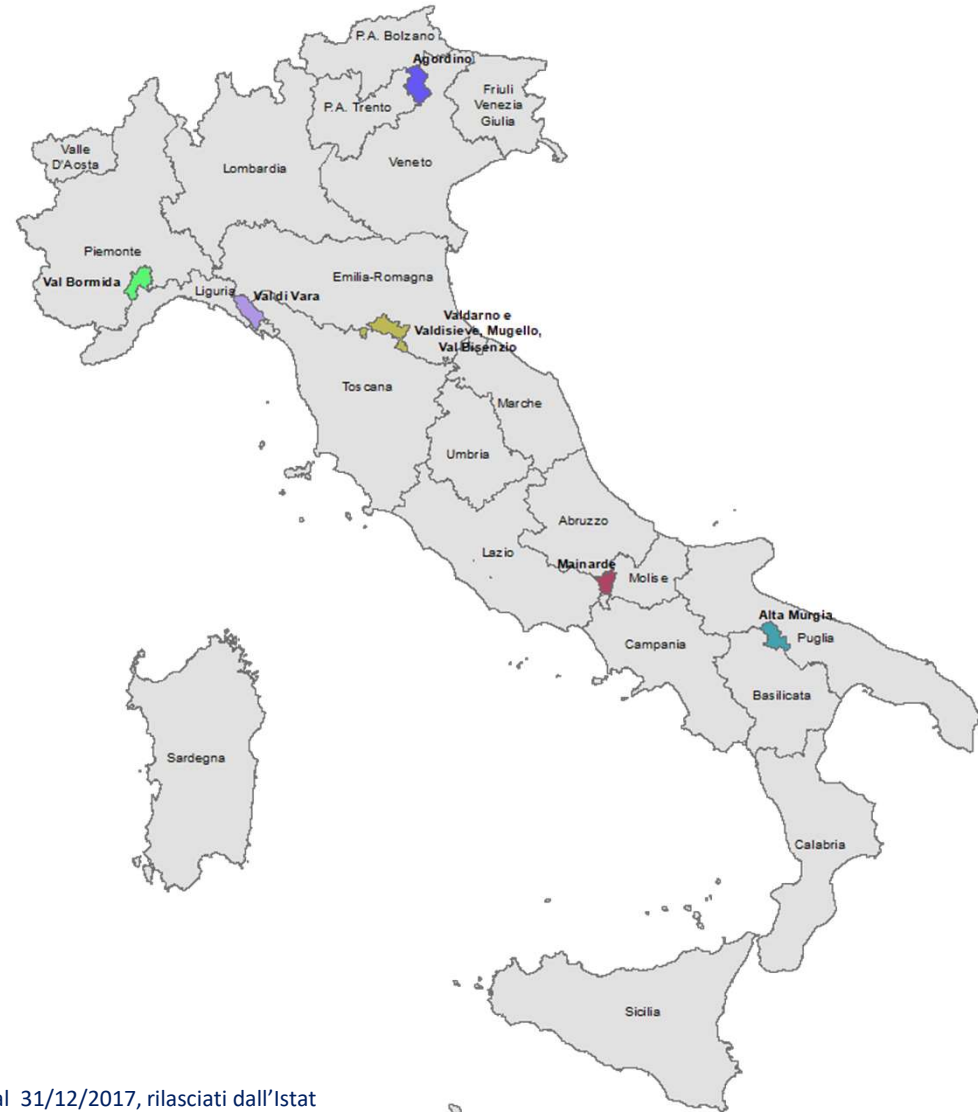 P.A. Bolzano
Agordino
P.A. Trento
Friuli
Venezia
Giulia
Valle
D'Aosta
Lombardia
Veneto
Piemonte
Val Bormida
Liguria
Val di Vara
Emilia-Romagna
Valdarno e
Valdisieve, Mugello,
Val Bisenzio
Toscana
Marche
Umbria
Abruzzo
Lazio
Mainarde
Molise
Alta Murgia
Puglia
Campania
Basilicata
Sardegna
Calabria
Sicilia
al 31/12/2017, rilasciati dall'Istat